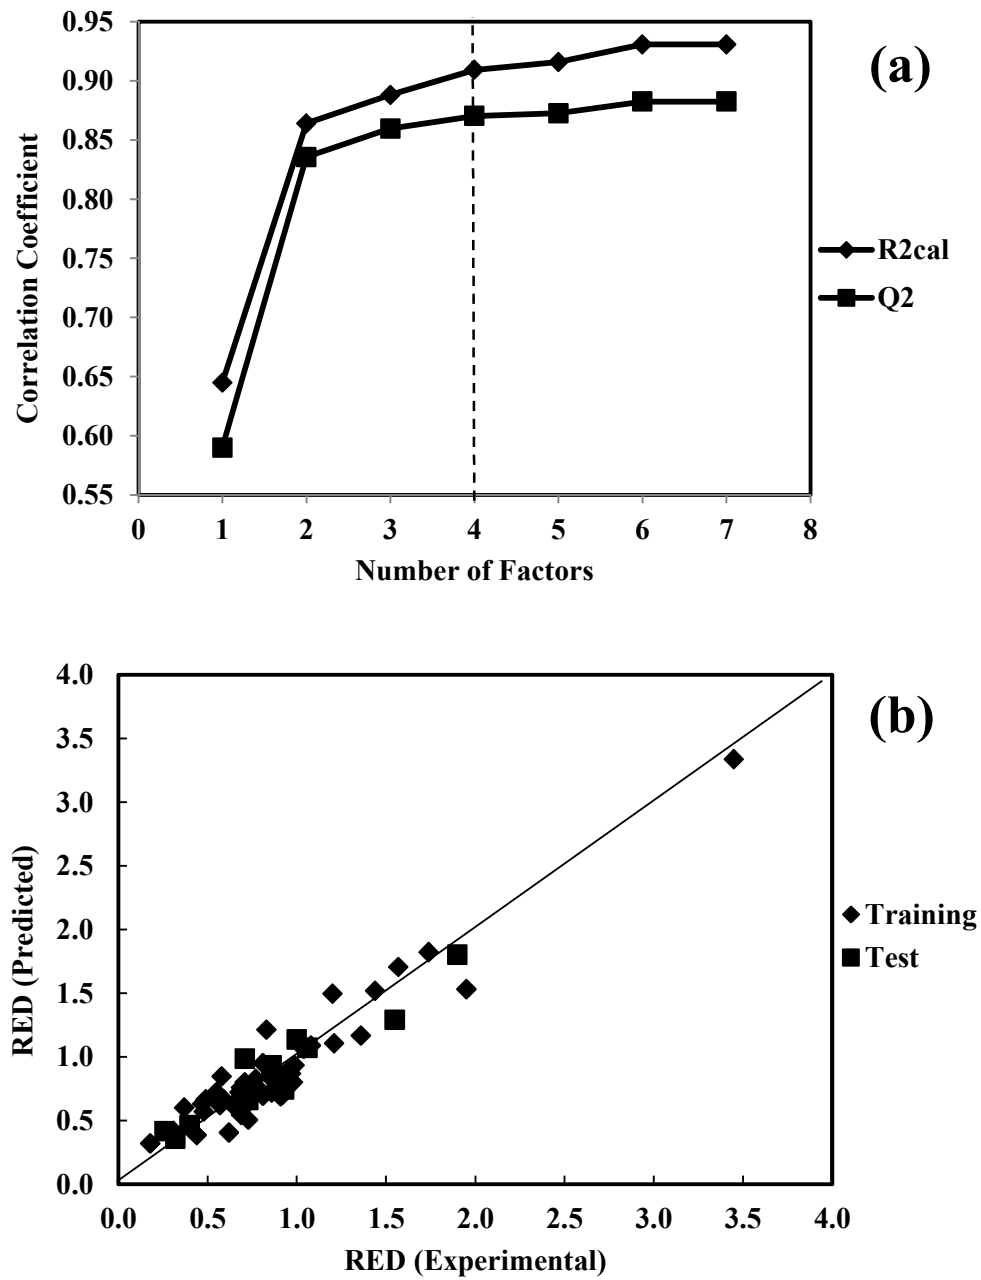 0.95
0.90
0.85
0.80
0.75
0.70
0.65
0.60
0.55
Correlation Coefficient
0 1 2 3 4 5 6 7 8
Number of Factors
(a)
R2cal
Q2
4.0
3.5
3.0
2.5
2.0
1.5
1.0
0.5
0.0
RED (Predicted)
0.0 0.5 1.0 1.5 2.0 2.5 3.0 3.5 4.0
RED (Experimental)
(b)
Training
Test